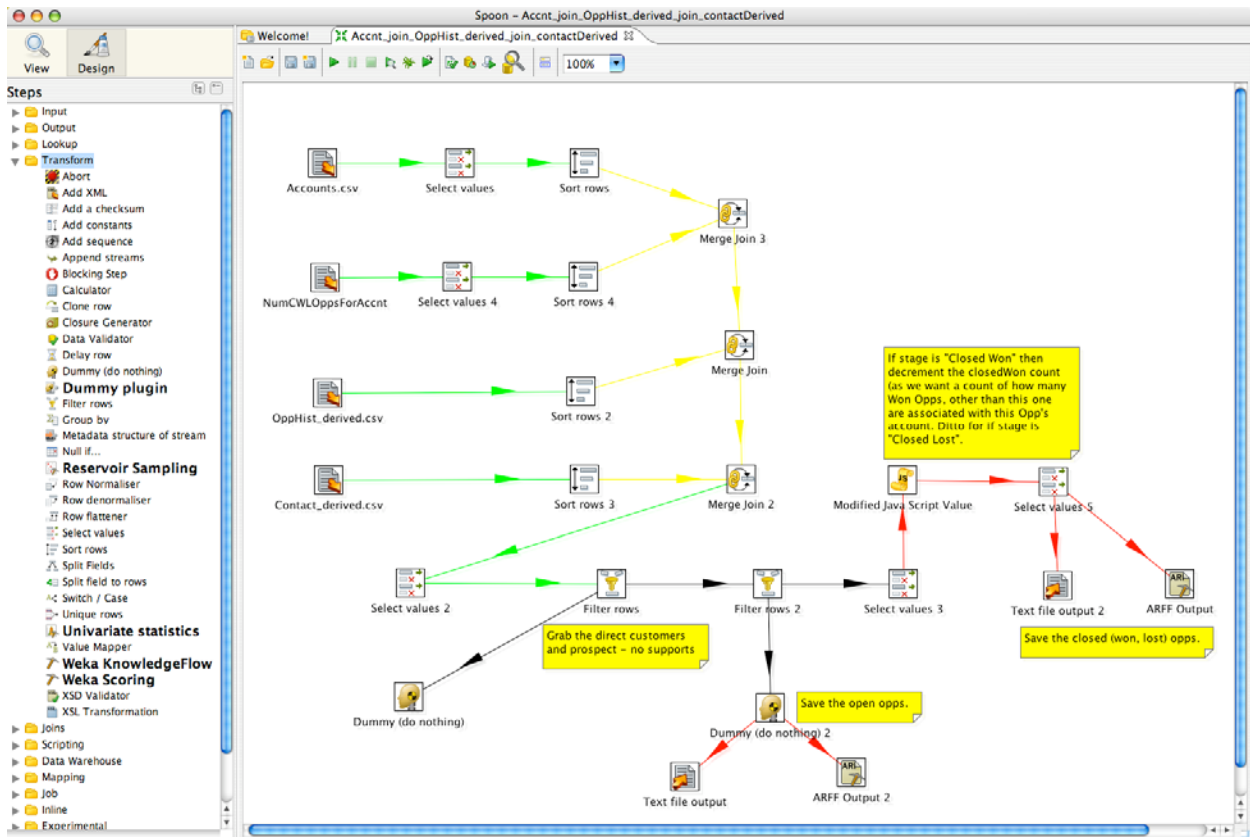 Spoon - Accnt_join_OppHist_derived_join_contactDerived
View
Design
Welcome!
Accnt_join_OppHist_derived_join_contactDerived
100%
Steps
Input
Output
Lookup
Transform
Abort
Add XML
Add a checksum
Add constants
Add sequence
Append streams
Blocking Step
Calculator
Clone row
Closure Generator
Data Validator
Delay row
Dummy (do nothing)
Dummy plugin
Filter rows
Group by
Metadata structure of stream
Null if...
Reservoir Sampling
Row Normaliser
Row denormaliser
Row flattener
Select values
Sort rows
Split Fields
Split field to rows
Switch / Case
Unique rows
Univariate statistics
Value Mapper
Weka KnowledgeFlow
Weka Scoring
XSD Validator
XSL Transformation
Joins
Scripting
Data Warehouse
Mapping
Job
Inline
Experimental
Accounts.csv
Select values
Sort rows
Merge Join 3
NumCWLOppsForAccnt
Select values 4
Sort rows 4
Merge Join
OppHist_derived.csv
Sort rows 2
If stage is "Closed Won" then
decrement the closedWon count
(as we want a count of how many
Won Opps, other than this one
are associated with this Opp's
account. Ditto for if stage is
"Closed Lost".
Contact_derived.csv
Sort rows 3
Merge Join 2
JS
Modified Java Script Value
Select values 5
Select values 2
Filter rows
Filter rows 2
Select values 3
Text file output 2
ARFF Output
Grab the direct customers
and prospect - no supports
Save the closed (won, lost) opps.
Dummy (do nothing)
Save the open opps.
Dummy (do nothing) 2
Text file output
ARFF Output 2